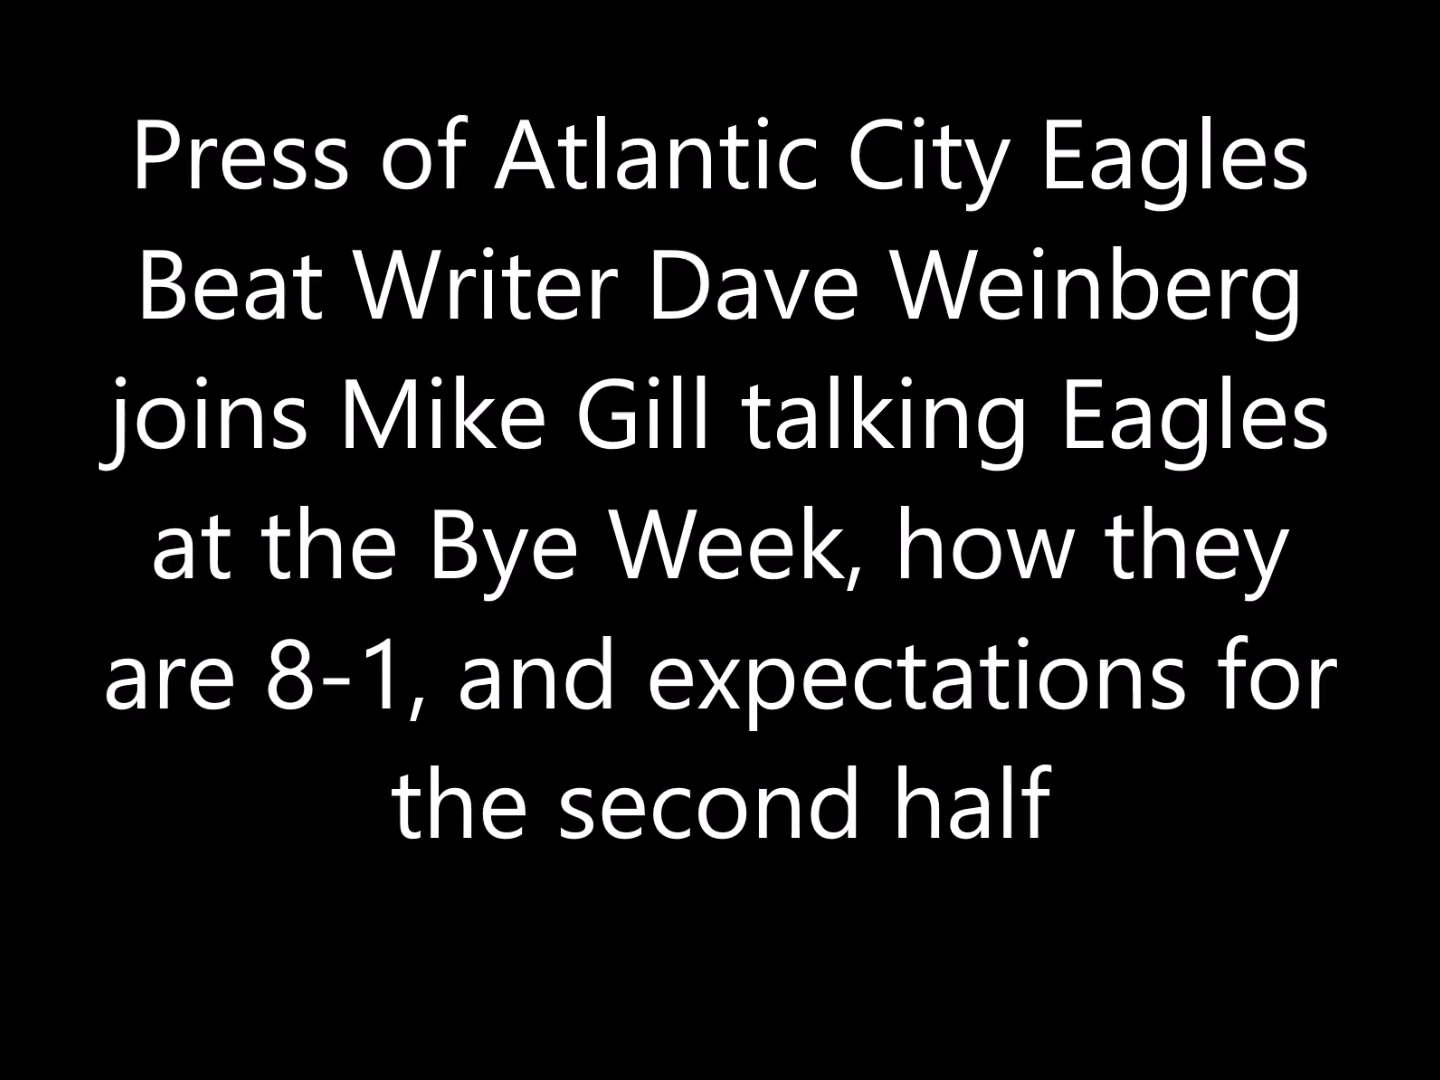 Press of Atlantic City Eagles
Beat Writer Dave Weinberg
joins Mike Gill talking Eagles
at the Bye Week, how they
are 8-1, and expectations for
the second half